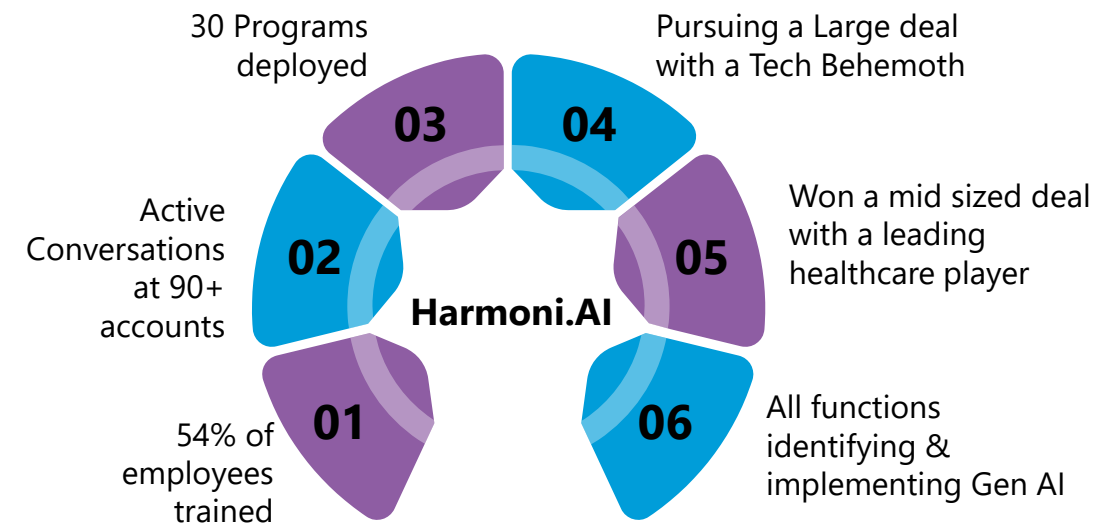 30 Programs
deployed
03
Pursuing a Large deal
with a Tech Behemoth
04
Active
Conversations
at 90+
accounts
02
Won a mid sized deal
with a leading
healthcare player
05
Harmoni.AI
54% of
employees
trained
01
All functions
identifying &
implementing Gen AI
06